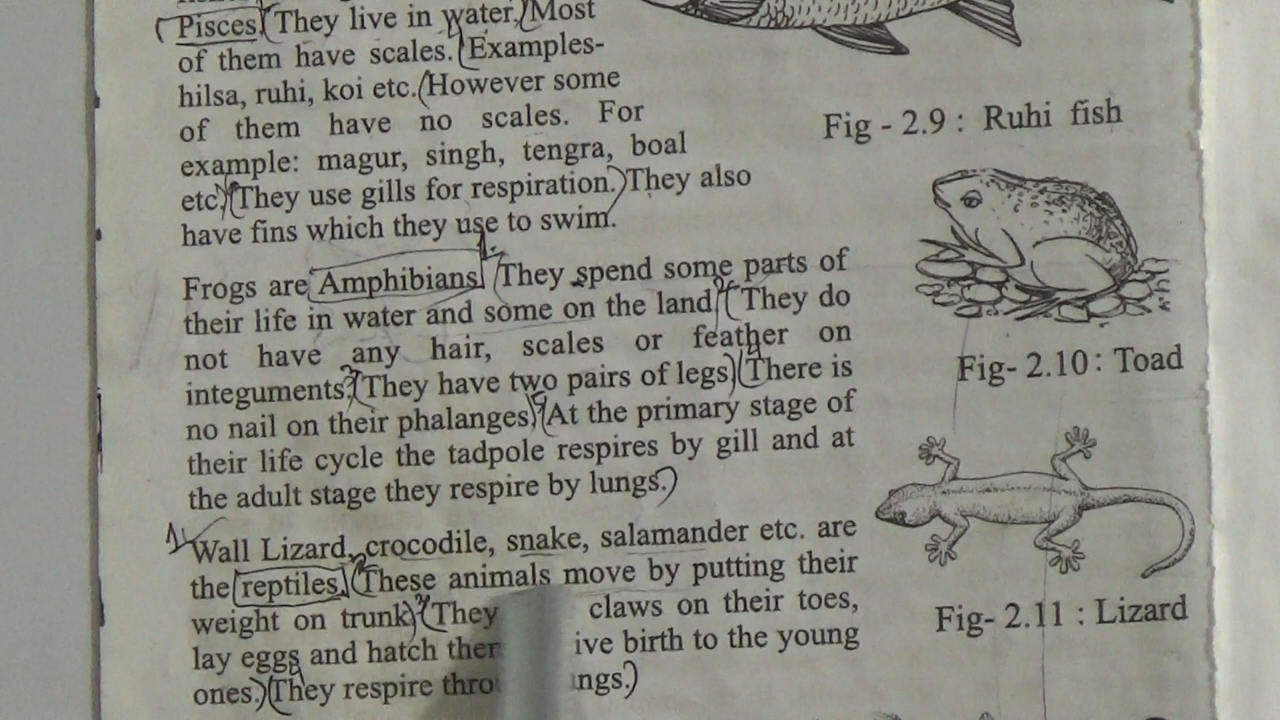 Pisces. They live in water. Most
of them have scales. Examples-
hilsa, ruhi, koi etc. However some
of them have no scales. For
example: magur, singh, tengra, boal
etc. They use gills for respiration. They also
have fins which they use to swim.
Fig - 2.9 : Ruhi fish
Frogs are Amphibians. They spend some parts of
their life in water and some on the land. They do
not have any hair, scales or feather on
integuments. They have two pairs of legs. There is
no nail on their phalanges. At the primary stage of
their life cycle the tadpole respires by gill and at
the adult stage they respire by lungs.
Fig- 2.10 : Toad
Wall Lizard, crocodile, snake, salamander etc. are
the reptiles. These animals move by putting their
weight on trunk. They claws on their toes,
lay eggs and hatch birth to the young
ones. They respire
Fig- 2.11 : Lizard